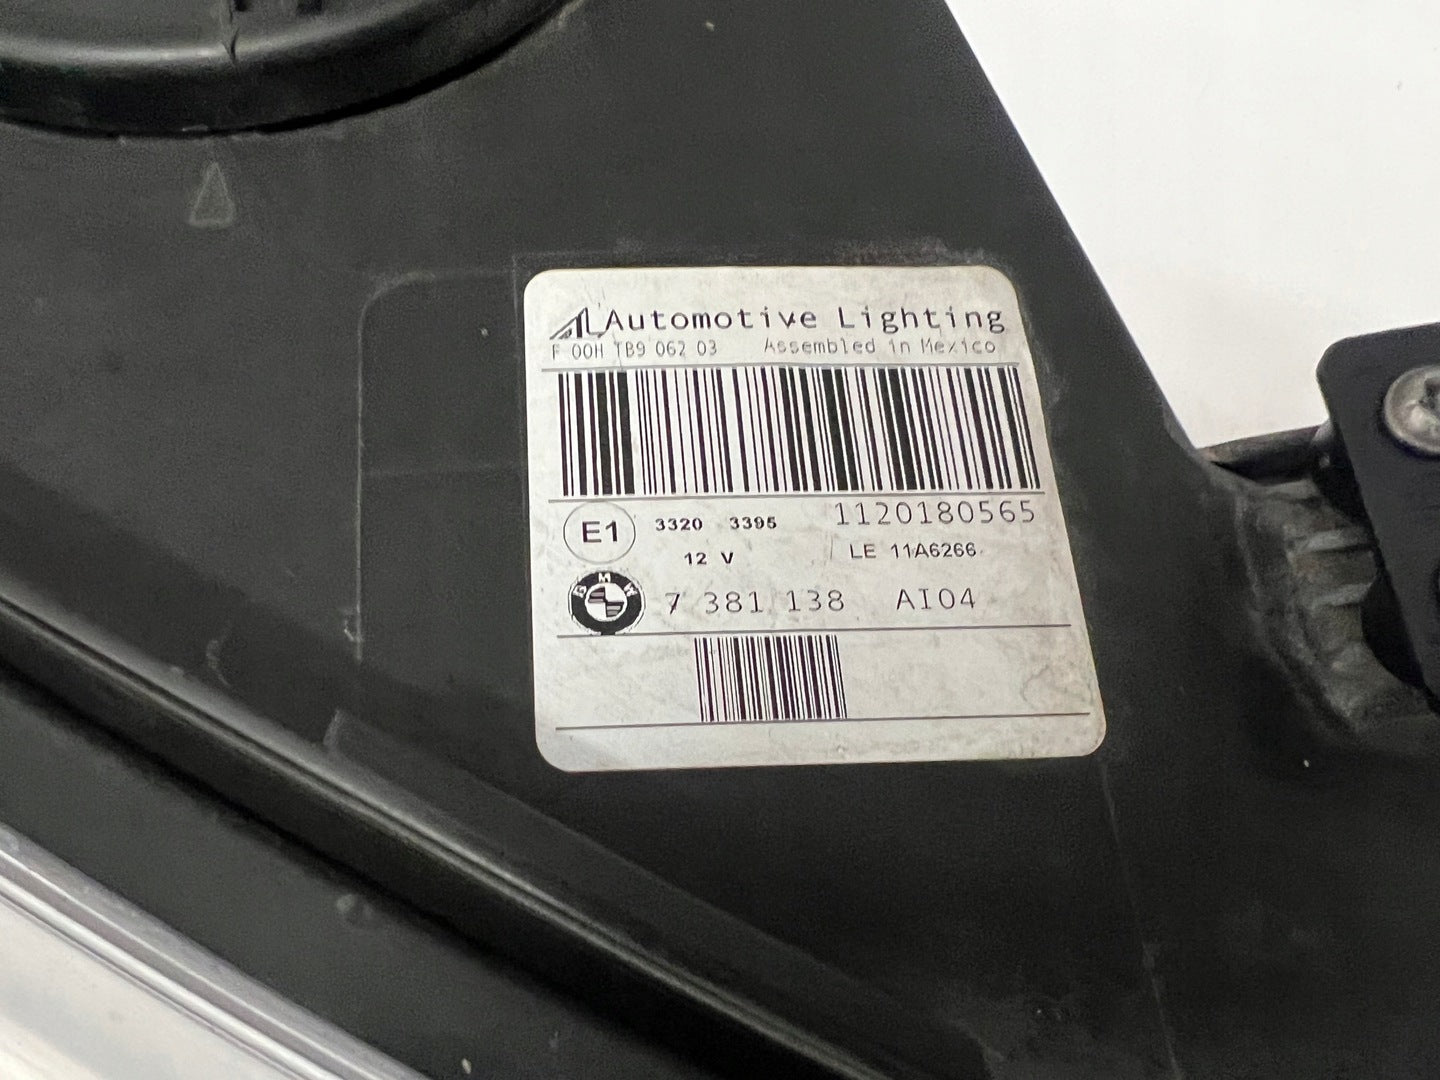 AL Automotive Lighting
F 00H TB9 062 03 Assembled in Mexico
E1 3320 3395 1120180565
12 V LE 11A6266
BMW 7 381 138 AI04